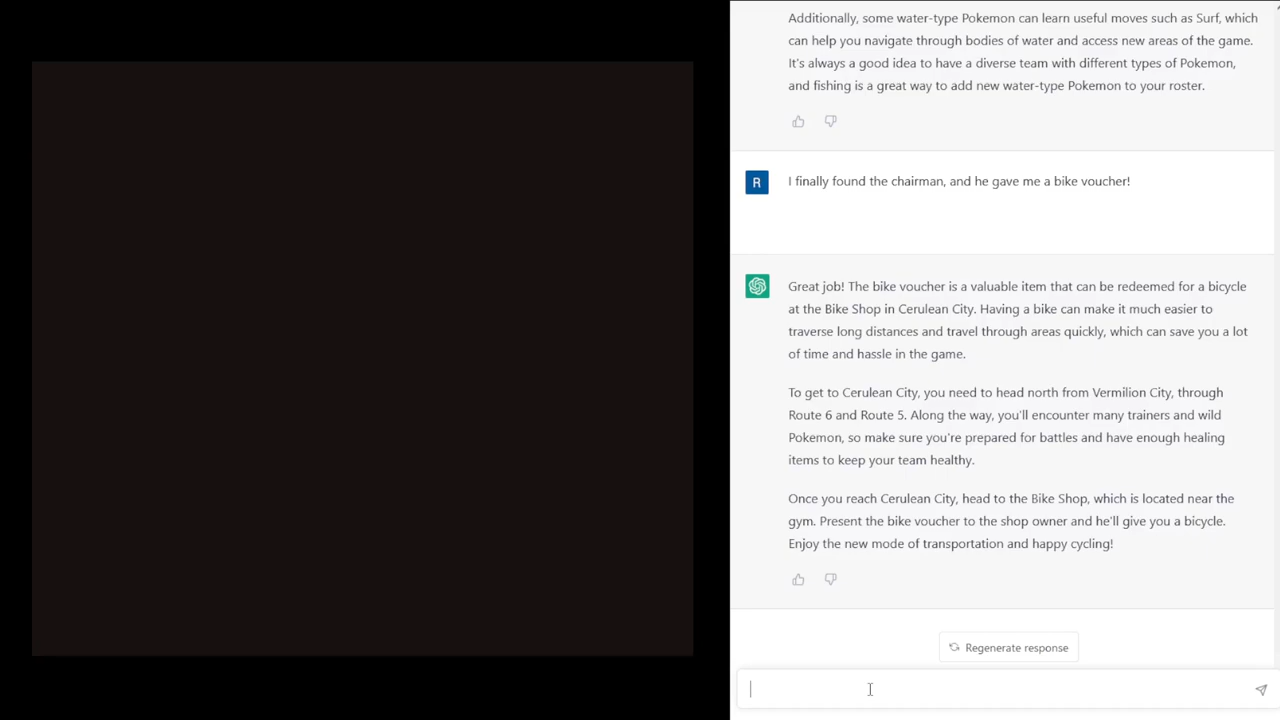 Additionally, some water-type Pokemon can learn useful moves such as Surf, which
can help you navigate through bodies of water and access new areas of the game.
It's always a good idea to have a diverse team with different types of Pokemon,
and fishing is a great way to add new water-type Pokemon to your roster.
R
I finally found the chairman, and he gave me a bike voucher!
Great job! The bike voucher is a valuable item that can be redeemed for a bicycle
at the Bike Shop in Cerulean City. Having a bike can make it much easier to
traverse long distances and travel through areas quickly, which can save you a lot
of time and hassle in the game.
To get to Cerulean City, you need to head north from Vermilion City, through
Route 6 and Route 5. Along the way, you'll encounter many trainers and wild
Pokemon, so make sure you're prepared for battles and have enough healing
items to keep your team healthy.
Once you reach Cerulean City, head to the Bike Shop, which is located near the
gym. Present the bike voucher to the shop owner and he'll give you a bicycle.
Enjoy the new mode of transportation and happy cycling!
Regenerate response